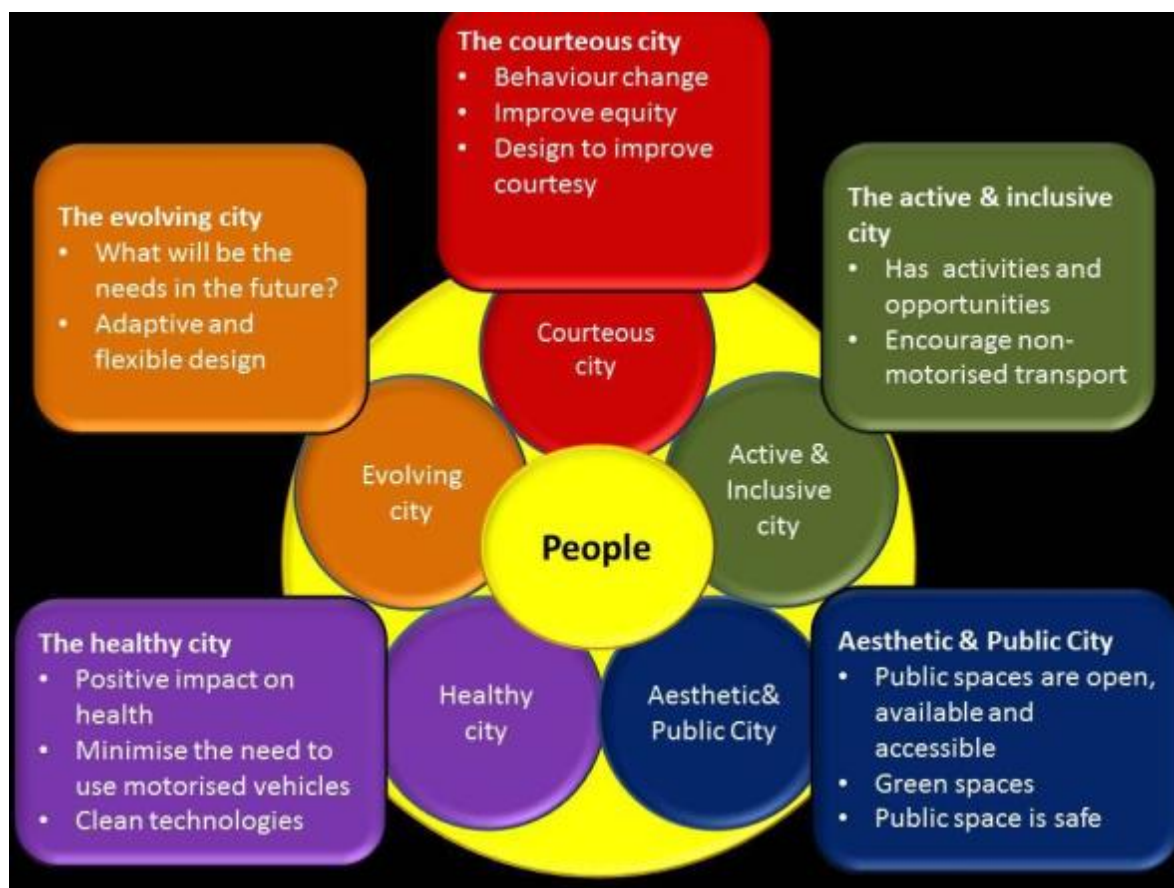 The courteous city
• Behaviour change
• Improve equity
• Design to improve
courtesy
The evolving city
• What will be the
needs in the future?
• Adaptive and
flexible design
The active & inclusive
city
• Has activities and
opportunities
• Encourage non-
motorised transport
Courteous
city
Evolving
city
Active &
Inclusive
city
People
The healthy city
• Positive impact on
health
• Minimise the need to
use motorised vehicles
• Clean technologies
Healthy
city
Aesthetic&
Public City
Aesthetic & Public City
• Public spaces are open,
available and
accessible
• Green spaces
• Public space is safe